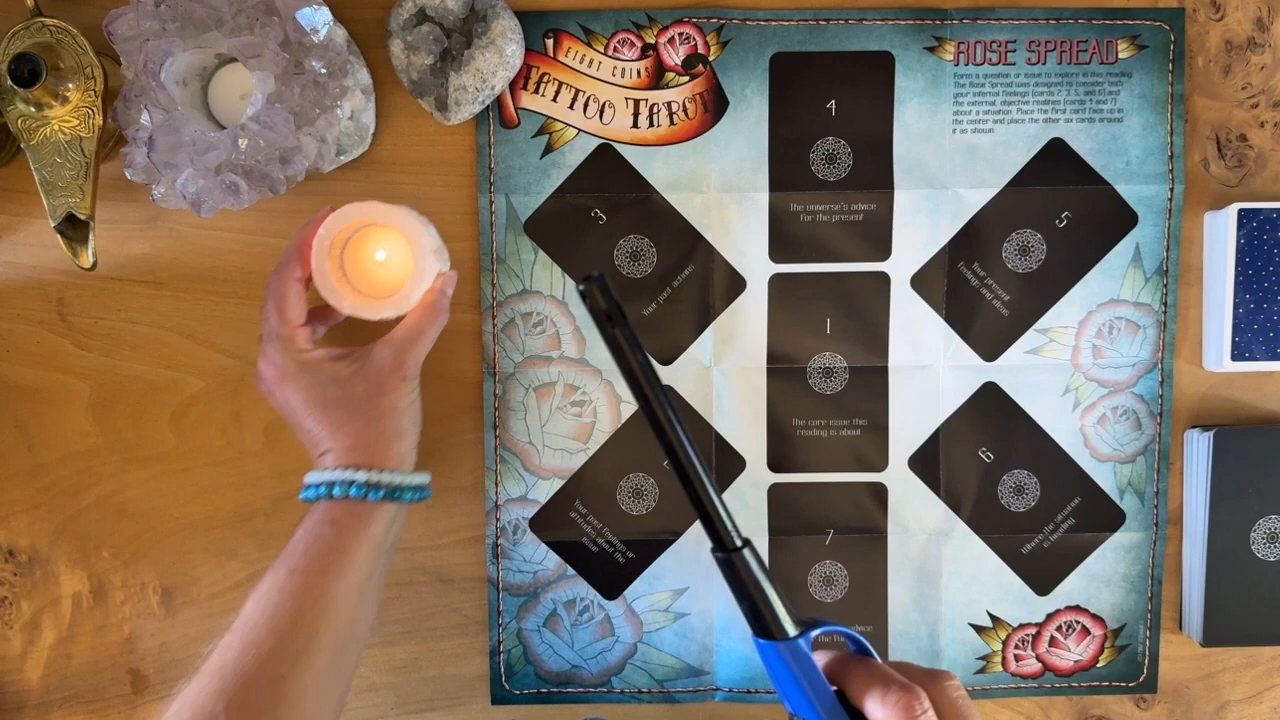 EIGHT COINS'
TATTOO TAROT
ROSE SPREAD
Form a question or issue to explore in this reading.
The Rose Spread was designed to consider both
your internal feelings (cards 2, 3, 5, and 6) and
the external, objective realities (cards 4 and 7)
about a situation. Place the first card face up in
the center and place the other six cards around
it as shown.
4
The universe's advice
for the present
3
Your past actions
5
Your present
feelings and ideas
1
The core issue this
reading is about
Your past feelings or
attitudes about the
issue
6
Where the situation
is heading
7
advice